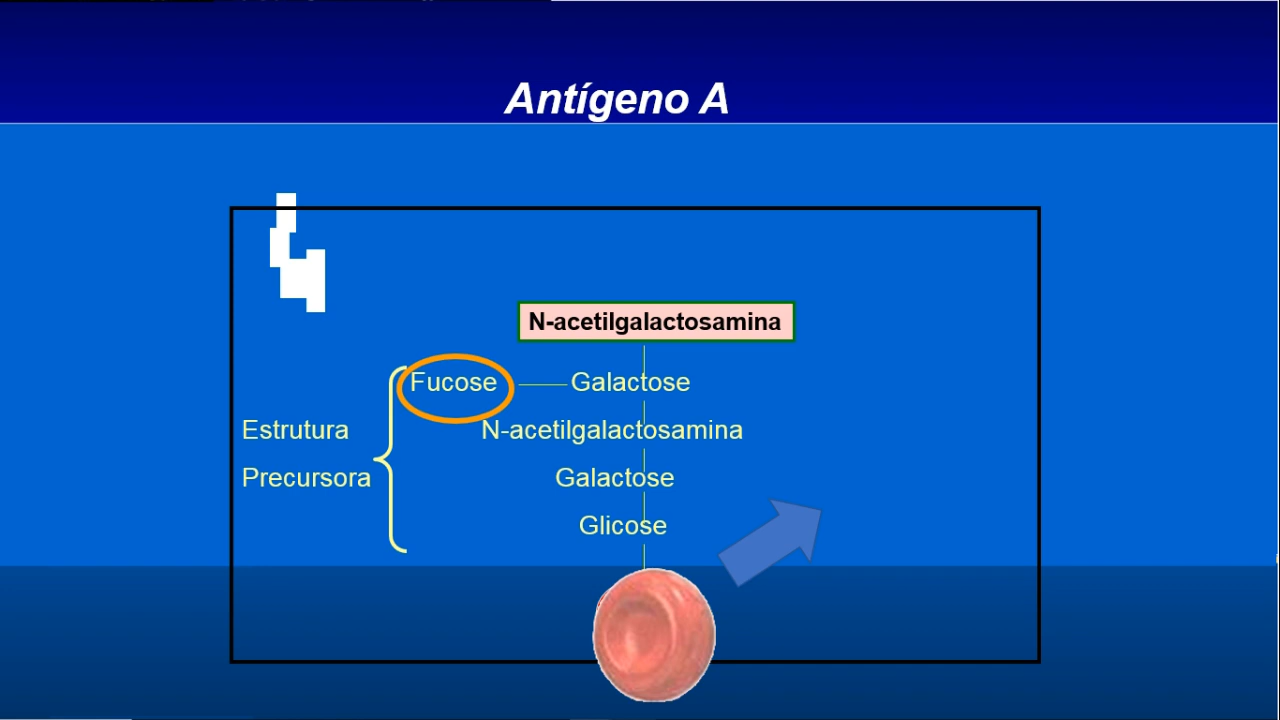 Antígeno A
N-acetilgalactosamina
Fucose Galactose
Estrutura N-acetilgalactosamina
Precursora Galactose
Glicose